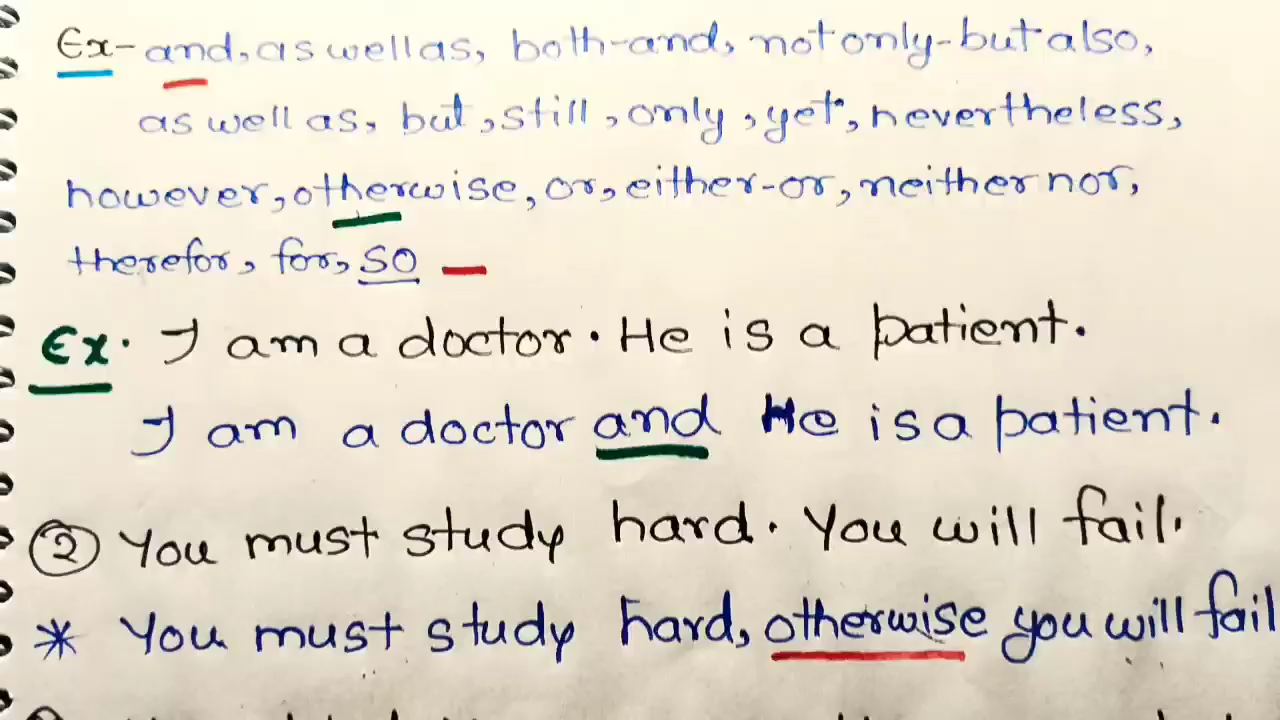 Ex- and, as well as, both-and, not only-but also,
as well as, but, still, only, yet, nevertheless,
however, otherwise, or, either-or, neither nor,
therefor, for, so
Ex. I am a doctor. He is a patient.
I am a doctor and He is a patient.
② You must study hard. You will fail.
* You must study hard, otherwise you will fail